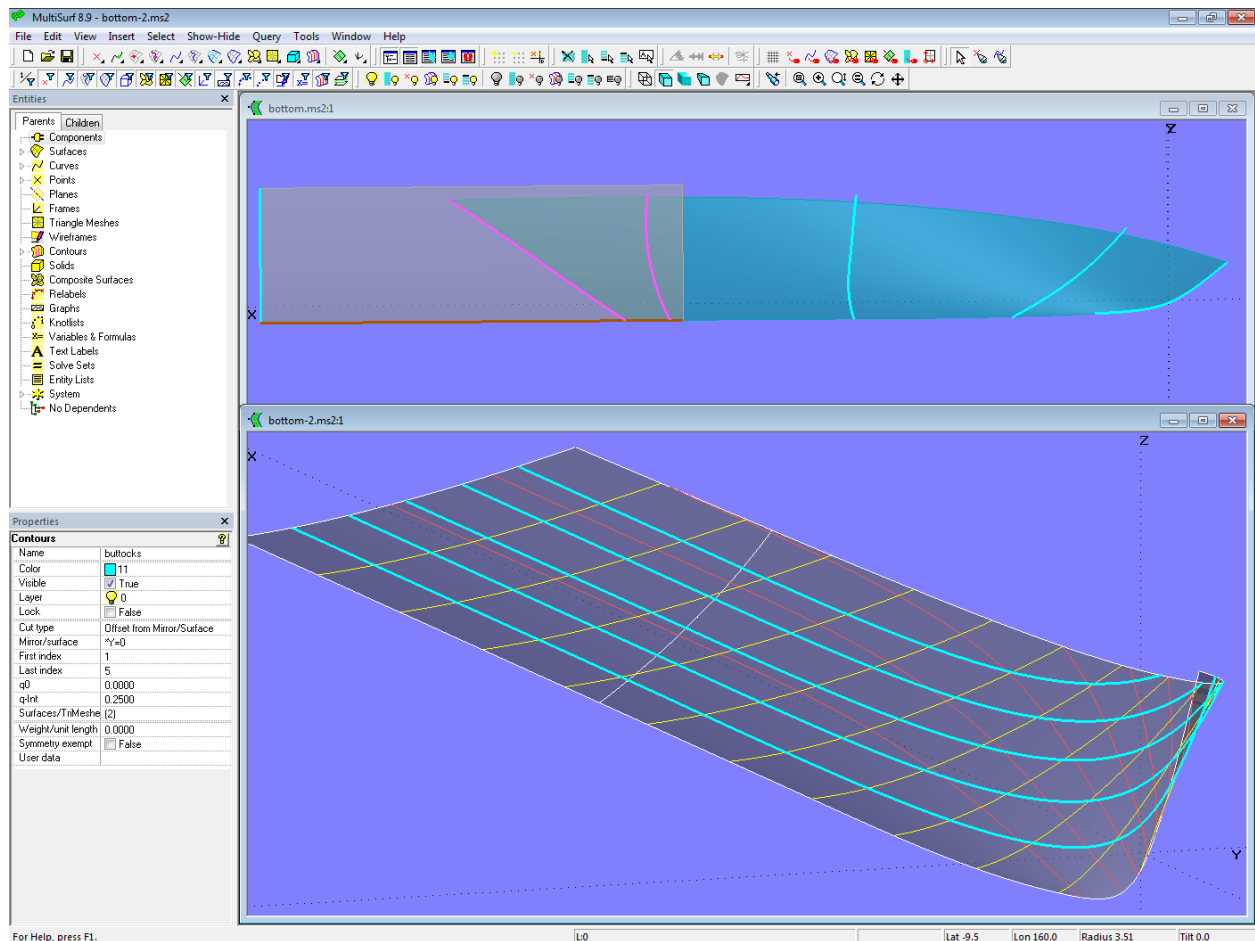 MultiSurf 8.9 - bottom-2.ms2
File Edit View Insert Select Show-Hide Query Tools Window Help
Entities
Parents Children
Components
Surfaces
Curves
Points
Planes
Frames
Triangle Meshes
Wireframes
Contours
Solids
Composite Surfaces
Relabels
Graphs
Knotlists
Variables & Formulas
Text Labels
Solve Sets
Entity Lists
System
No Dependents
Properties
Contours
Name buttocks
Color 11
Visible True
Layer 0
Lock False
Cut type Offset from Mirror/Surface
Mirror/surface *Y=0
First index 1
Last index 5
q0 0.0000
q-Int 0.2500
Surfaces/TriMeshe (2)
Weight/unit length 0.0000
Symmetry exempt False
User data
bottom.ms2:1
Z
X
bottom-2.ms2:1
Z
X
Y
For Help, press F1.
L:0
Lat -9.5 Lon 160.0 Radius 3.51 Tilt 0.0